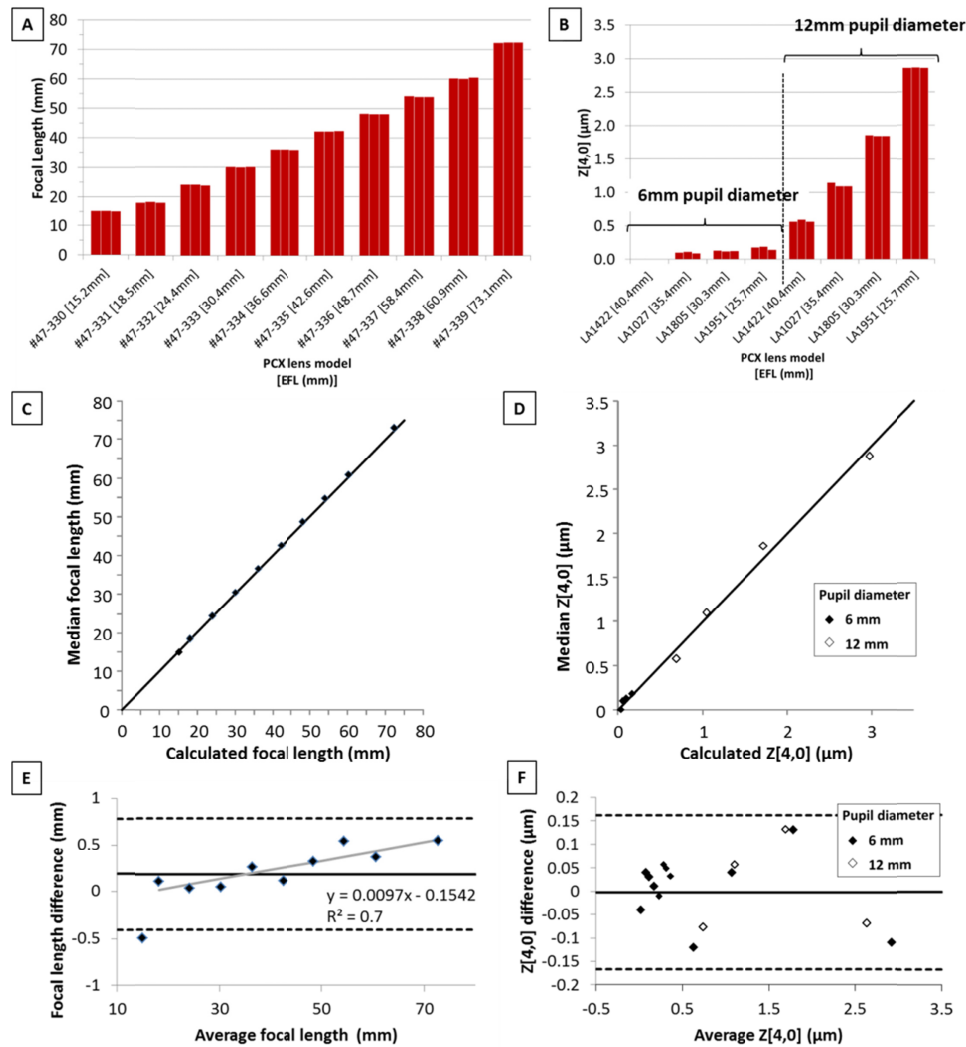 A
80
70
60
50
40
30
20
10
0
Focal Length (mm)
#47-330 [15.2mm]
#47-331 [18.5mm]
#47-332 [24.4mm]
#47-333 [30.4mm]
#47-334 [36.6mm]
#47-335 [42.6mm]
#47-336 [48.7mm]
#47-337 [58.4mm]
#47-338 [60.9mm]
#47-339 [73.1mm]
PCX lens model
[EFL (mm)]
B
12mm pupil diameter
3.5
3.0
2.5
2.0
1.5
1.0
0.5
0.0
Z[4,0] (µm)
6mm pupil diameter
LA1422 [40.4mm]
LA1027 [35.4mm]
LA1805 [30.3mm]
LA1951 [25.7mm]
LA1422 [40.4mm]
LA1027 [35.4mm]
LA1805 [30.3mm]
LA1951 [25.7mm]
PCX lens model
[EFL (mm)]
C
80
70
60
50
40
30
20
10
0
Median focal length (mm)
0 5 10 15 20 25 30 35 40 45 50 55 60 65 70 75 80
Calculated focal length (mm)
D
3.5
3
2.5
2
1.5
1
0.5
0
Median Z[4,0] (µm)
Pupil diameter
6 mm
12 mm
0 1 2 3
Calculated Z[4,0] (µm)
E
1
0.5
0
-0.5
-1
Focal length difference (mm)
y = 0.0097x - 0.1542
R² = 0.7
10 30 50 70
Average focal length (mm)
F
0.2
0.15
0.1
0.05
0
-0.05
-0.1
-0.15
-0.2
Z[4,0] difference (µm)
Pupil diameter
6 mm
12 mm
-0.5 0.5 1.5 2.5 3.5
Average Z[4,0] (µm)